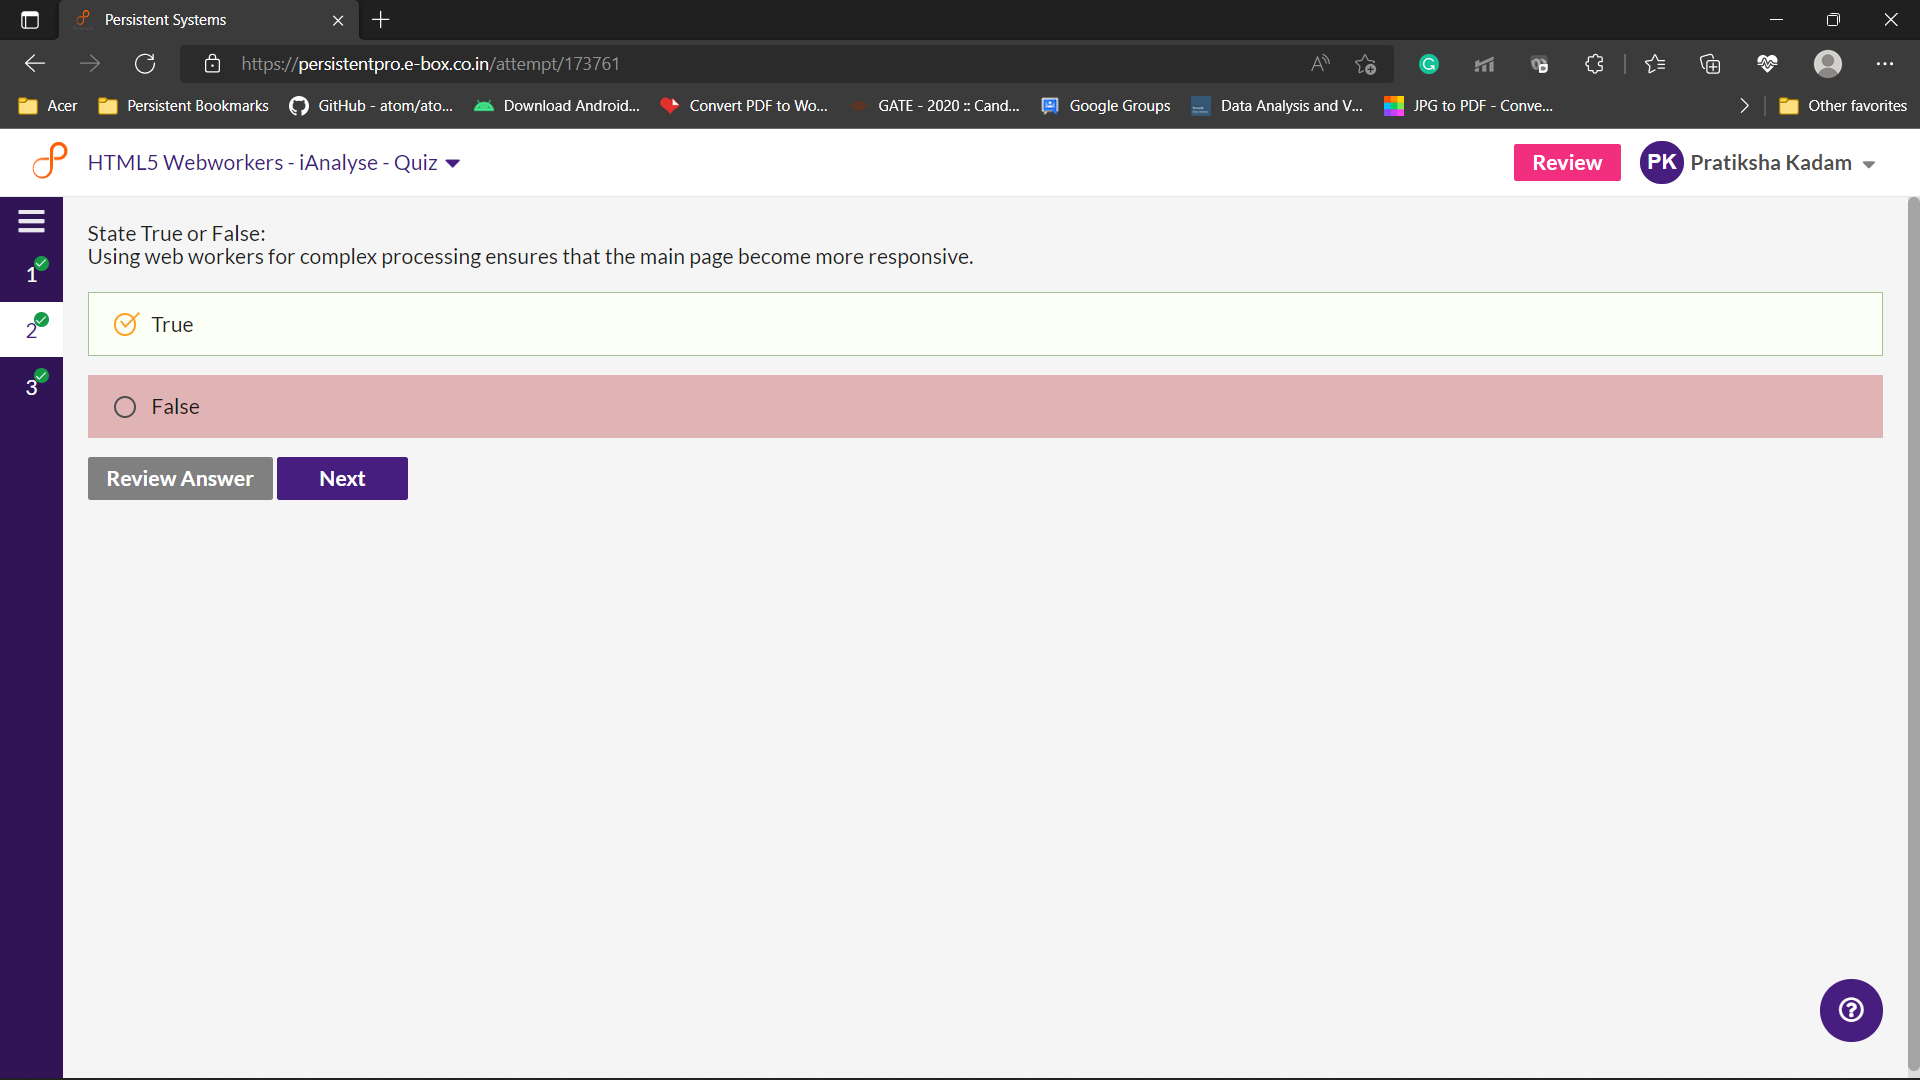 Persistent Systems
https://persistentpro.e-box.co.in/attempt/173761
Acer
Persistent Bookmarks
GitHub - atom/ato...
Download Android...
Convert PDF to Wo...
GATE - 2020 :: Cand...
Google Groups
Data Analysis and V...
JPG to PDF - Conve...
Other favorites
HTML5 Webworkers - iAnalyse - Quiz
Review
PK
Pratiksha Kadam
1
2
3
State True or False:
Using web workers for complex processing ensures that the main page become more responsive.
True
False
Review Answer
Next